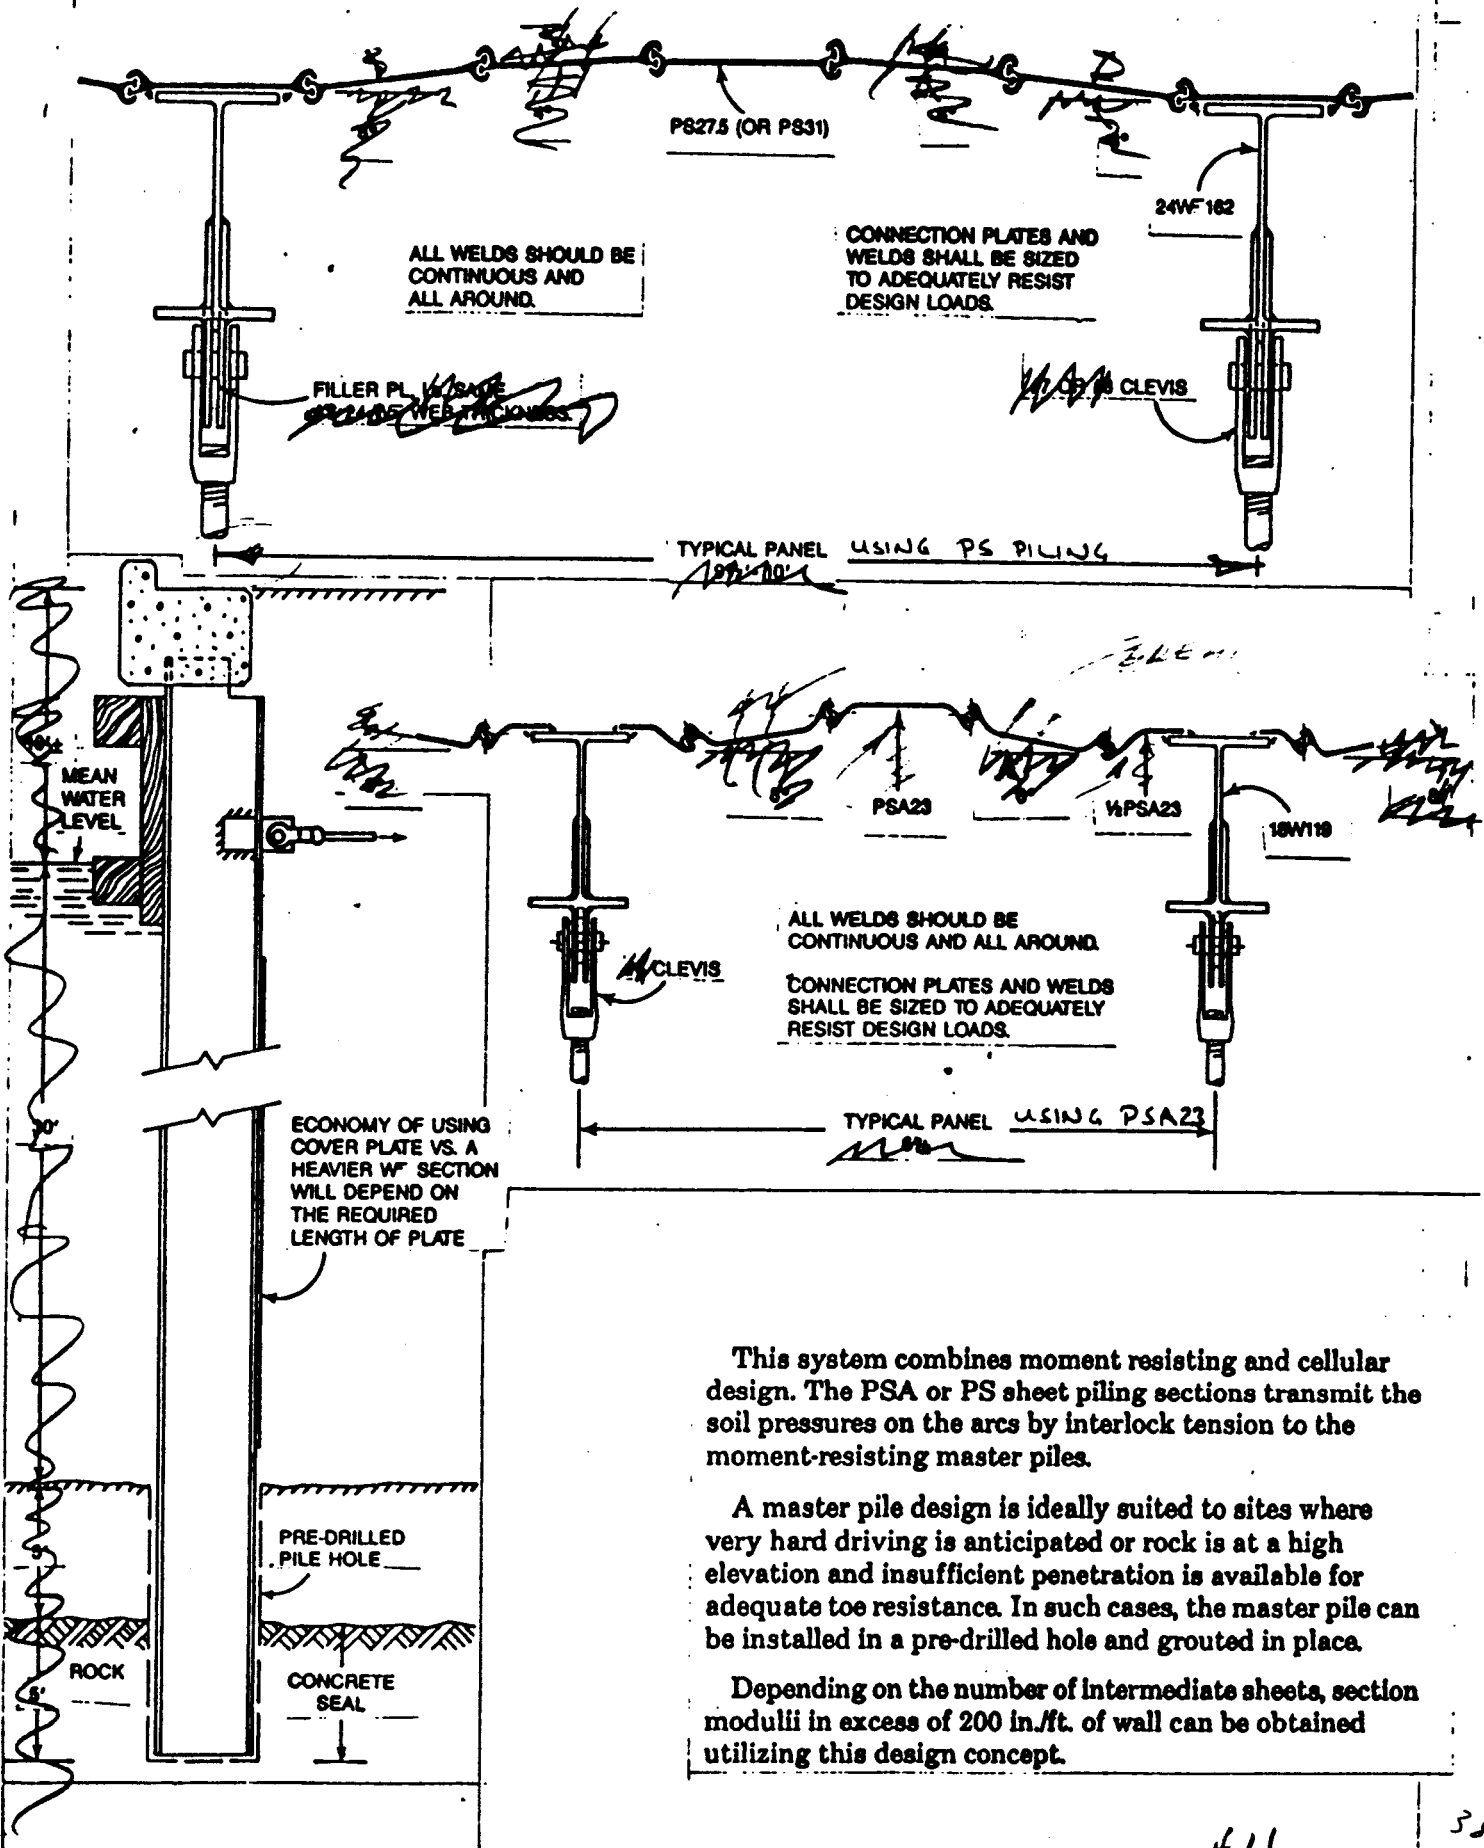 PS27.5 (OR PS31)
24WF 162
ALL WELDS SHOULD BE
CONTINUOUS AND
ALL AROUND.
CONNECTION PLATES AND
WELDS SHALL BE SIZED
TO ADEQUATELY RESIST
DESIGN LOADS.
FILLER PL,
CLEVIS
TYPICAL PANEL USING PS PILING
MEAN
WATER
LEVEL
PSA23
½PSA23
18W119
ALL WELDS SHOULD BE
CONTINUOUS AND ALL AROUND.
CLEVIS
CONNECTION PLATES AND WELDS
SHALL BE SIZED TO ADEQUATELY
RESIST DESIGN LOADS.
TYPICAL PANEL USING PSA23
ECONOMY OF USING
COVER PLATE VS. A
HEAVIER WF SECTION
WILL DEPEND ON
THE REQUIRED
LENGTH OF PLATE
PRE-DRILLED
PILE HOLE
ROCK
CONCRETE
SEAL
This system combines moment resisting and cellular
design. The PSA or PS sheet piling sections transmit the
soil pressures on the arcs by interlock tension to the
moment-resisting master piles.
A master pile design is ideally suited to sites where
very hard driving is anticipated or rock is at a high
elevation and insufficient penetration is available for
adequate toe resistance. In such cases, the master pile can
be installed in a pre-drilled hole and grouted in place.
Depending on the number of intermediate sheets, section
modulii in excess of 200 in./ft. of wall can be obtained
utilizing this design concept.